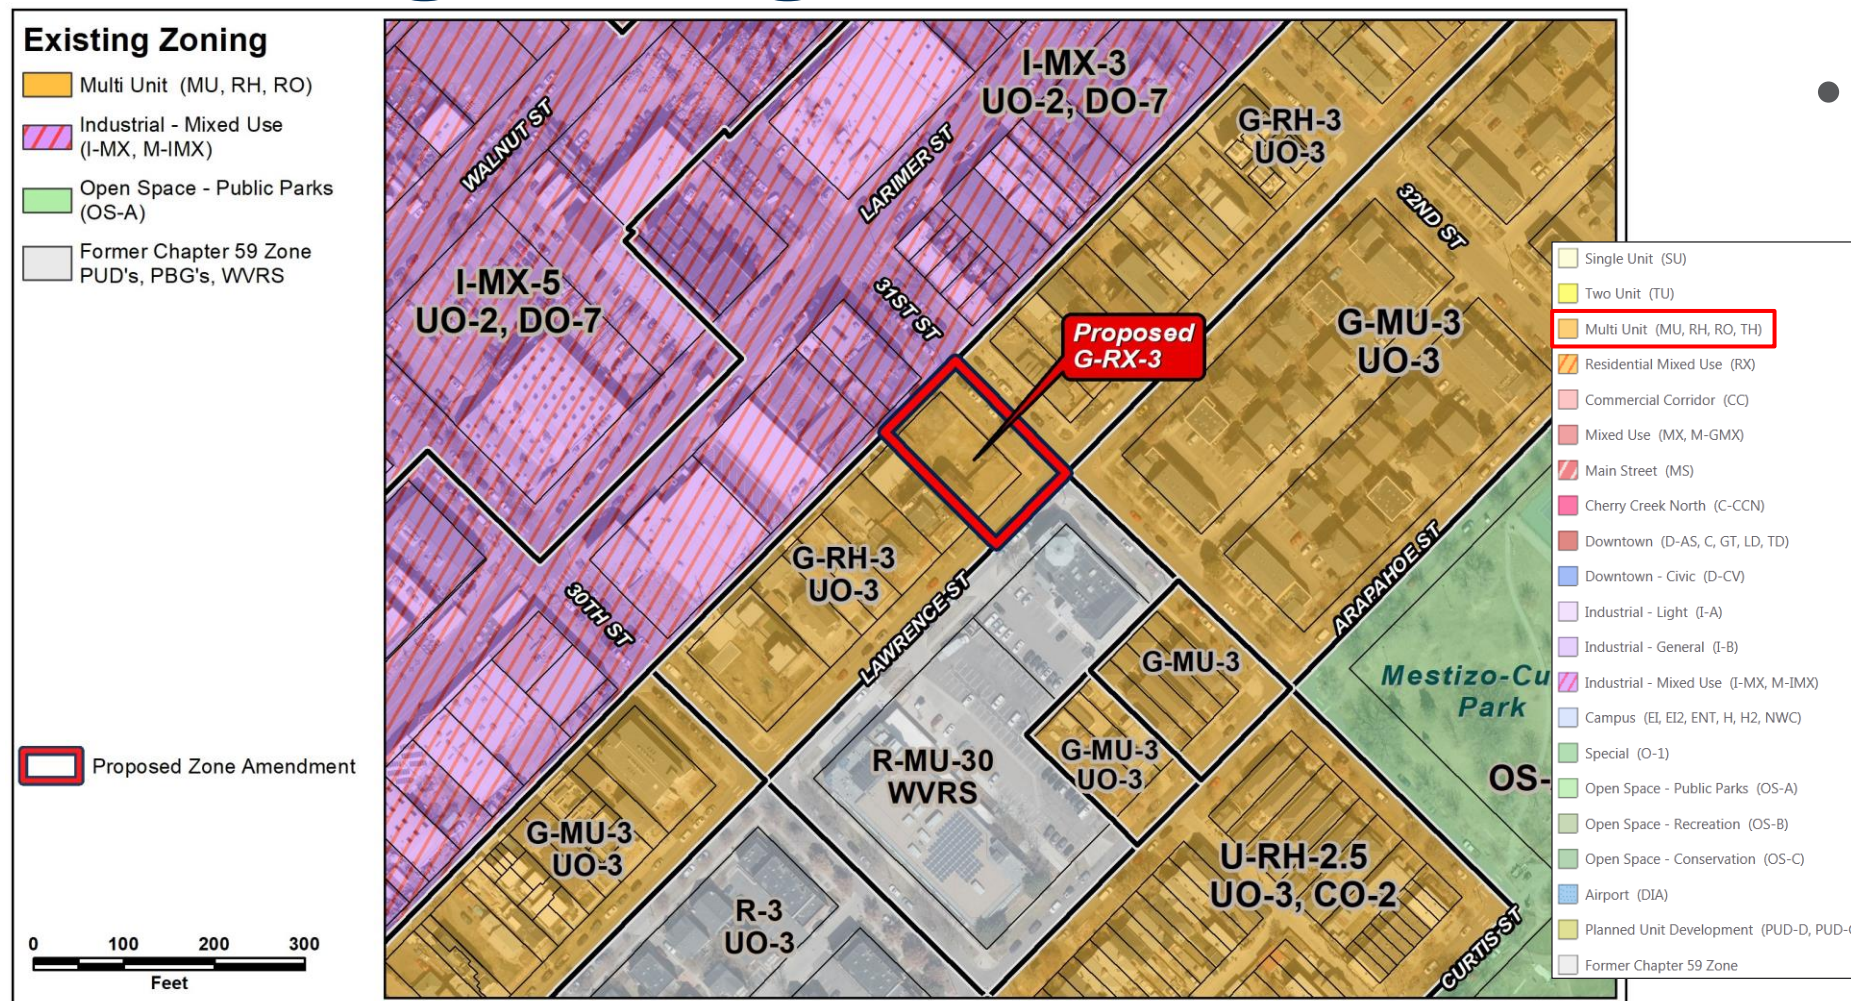 Existing Zoning
Multi Unit (MU, RH, RO)
Industrial - Mixed Use
(I-MX, M-IMX)
Open Space - Public Parks
(OS-A)
Former Chapter 59 Zone
PUD's, PBG's, WVRS
Proposed Zone Amendment
0 100 200 300
Feet
I-MX-3
UO-2, DO-7
G-RH-3
UO-3
WALNUT ST
LARIMER ST
32ND ST
I-MX-5
UO-2, DO-7
31ST ST
Proposed
G-RX-3
G-MU-3
UO-3
G-RH-3
UO-3
30TH ST
LAWRENCE ST
ARAPAHOE ST
G-MU-3
Mestizo-Cu
Park
G-MU-3
UO-3
R-MU-30
WVRS
OS-
G-MU-3
UO-3
U-RH-2.5
UO-3, CO-2
R-3
UO-3
CURTIS ST
Single Unit (SU)
Two Unit (TU)
Multi Unit (MU, RH, RO, TH)
Residential Mixed Use (RX)
Commercial Corridor (CC)
Mixed Use (MX, M-GMX)
Main Street (MS)
Cherry Creek North (C-CCN)
Downtown (D-AS, C, GT, LD, TD)
Downtown - Civic (D-CV)
Industrial - Light (I-A)
Industrial - General (I-B)
Industrial - Mixed Use (I-MX, M-IMX)
Campus (EI, EI2, ENT, H, H2, NWC)
Special (O-1)
Open Space - Public Parks (OS-A)
Open Space - Recreation (OS-B)
Open Space - Conservation (OS-C)
Airport (DIA)
Planned Unit Development (PUD-D, PUD-
Former Chapter 59 Zone